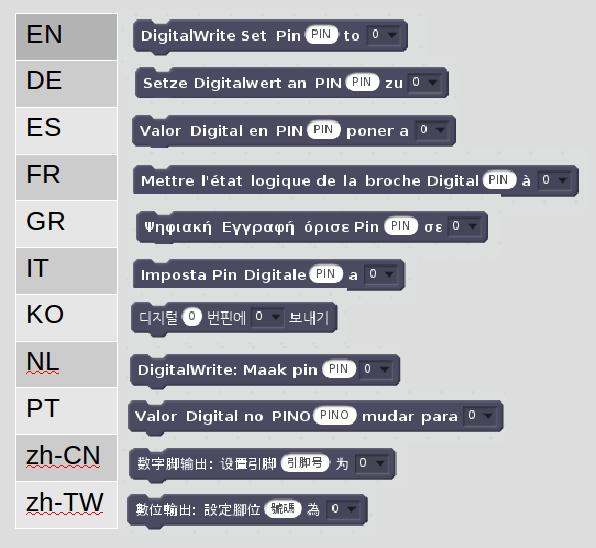 EN DigitalWrite Set Pin PIN to 0
DE Setze Digitalwert an PIN PIN zu 0
ES Valor Digital en PIN PIN poner a 0
FR Mettre l'état logique de la broche Digital PIN à 0
GR Ψηφιακή Εγγραφή όρισε Pin PIN σε 0
IT Imposta Pin Digitale PIN a 0
KO 디지털 0 번핀에 0 보내기
NL DigitalWrite: Maak pin PIN 0
PT Valor Digital no PINO PINO mudar para 0
zh-CN 数字脚输出: 设置引脚 引脚号 为 0
zh-TW 數位輸出: 設定腳位 號碼 為 0